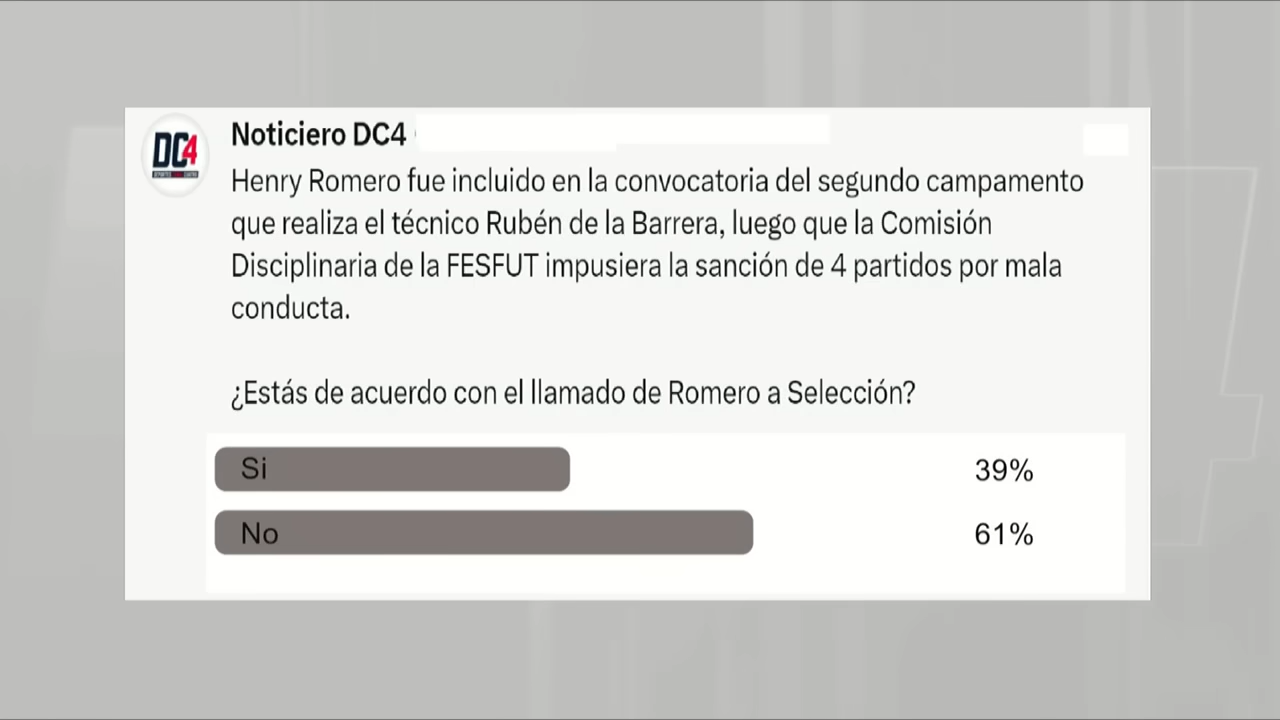 DC4
Noticiero DC4
Henry Romero fue incluido en la convocatoria del segundo campamento
que realiza el técnico Rubén de la Barrera, luego que la Comisión
Disciplinaria de la FESFUT impusiera la sanción de 4 partidos por mala
conducta.
¿Estás de acuerdo con el llamado de Romero a Selección?
Si 39%
No 61%